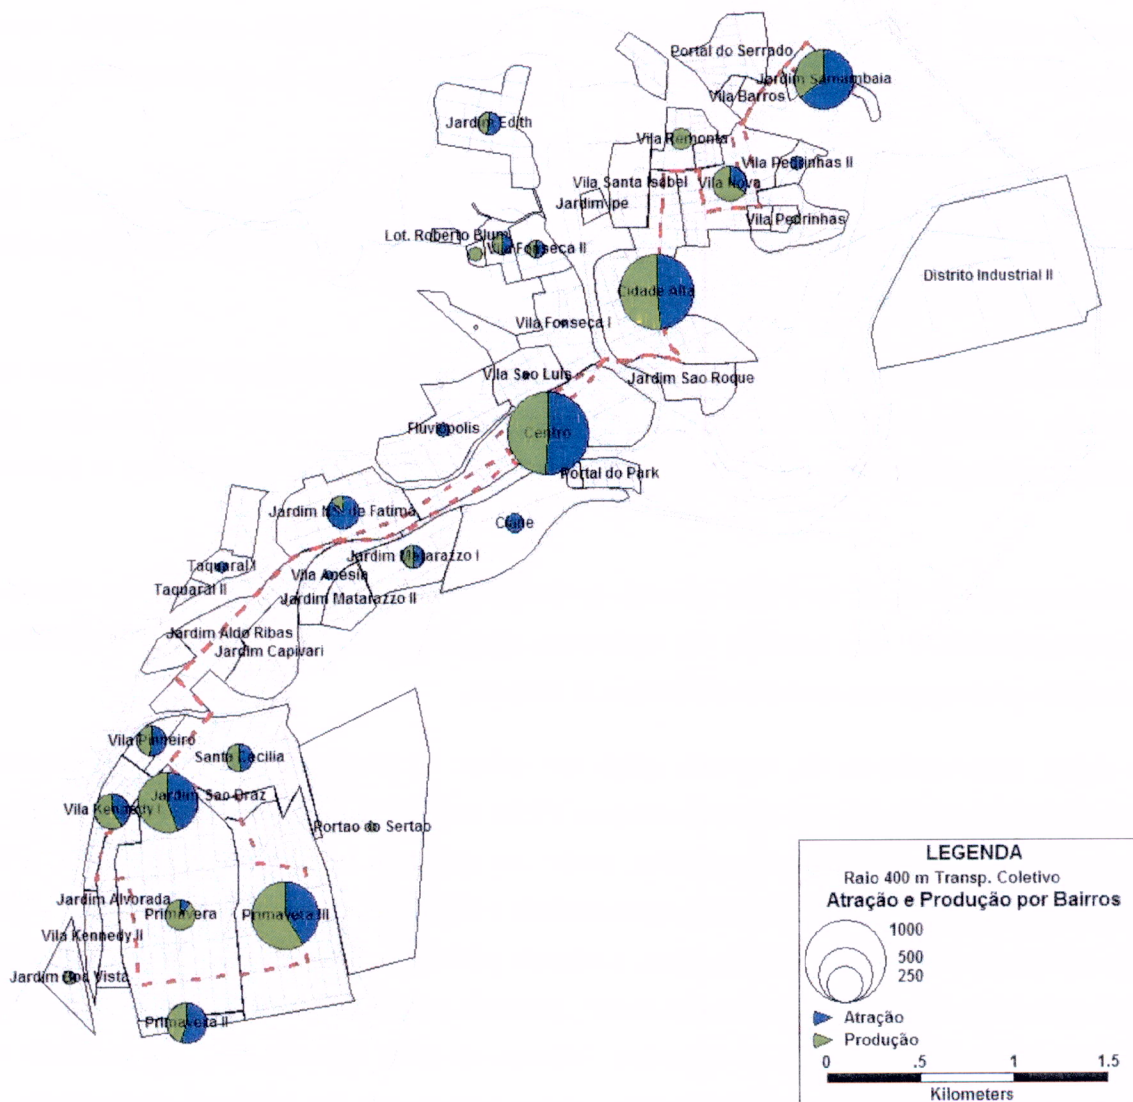 Portal do Serrado
Jardim Samambaia
Vila Barros
Jardim Edith
Vila Remonta
Vila Pedrinhas II
Vila Santa Isabel
Vila Nova
Jardim Ipe
Vila Pedrinhas
Lot. Roberto Blum
Vila Fonseca II
Distrito Industrial II
Cidade Alta
Vila Fonseca I
Vila Sao Luis
Jardim Sao Roque
Fluviopolis
Centro
Portal do Park
Jardim NS. de Fatima
Ciane
Jardim Matarazzo I
Taquaral I
Vila Anesia
Taquaral II
Jardim Matarazzo II
Jardim Aldo Ribas
Jardim Capivari
Vila Pinheiro
Santa Cecilia
Jardim Sao Braz
Vila Kennedy I
Portao do Sertao
Jardim Alvorada
Primavera
Primavera III
Vila Kennedy II
Jardim Boa Vista
Primavera II
LEGENDA
Raio 400 m Transp. Coletivo
Atração e Produção por Bairros
1000
500
250
Atração
Produção
0 .5 1 1.5
Kilometers